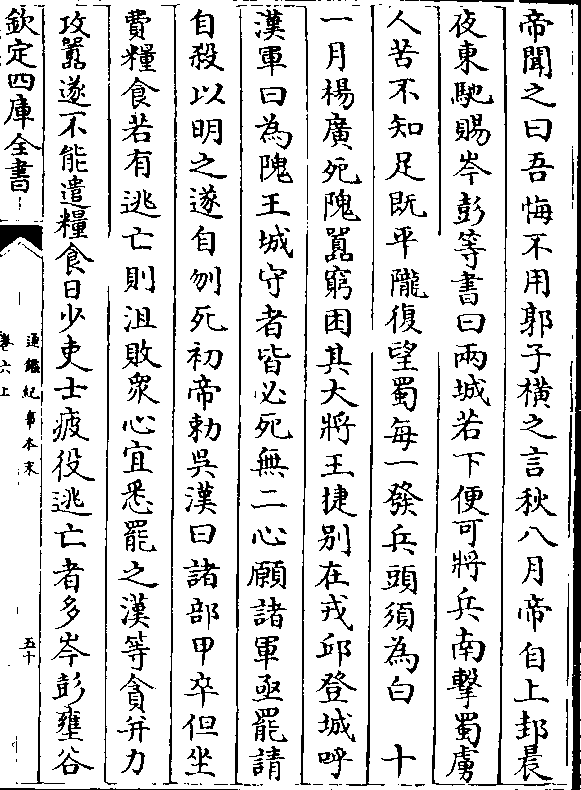 帝聞之曰吾悔不用郭子橫之言秋八月帝自上邽晨
夜東馳賜岑彭等書曰兩城若下便可將兵南擊蜀虜
人苦不知足既平隴復望蜀每一發兵頭須為白　十
一月楊廣死隗囂窮困其大將王捷别在戎邱登城呼
漢軍曰為隗王城守者皆必死無二心願諸軍亟罷請
自殺以明之遂自刎死初帝勅吳漢曰諸部甲卒但坐
費糧食若有逃亡則沮敗衆心宜悉罷之漢等貪并力
攻囂遂不能遣糧食日少吏士疲役逃亡者多岑彭壅谷
欽定四庫全書
通鑑紀事本末
卷六上
五十